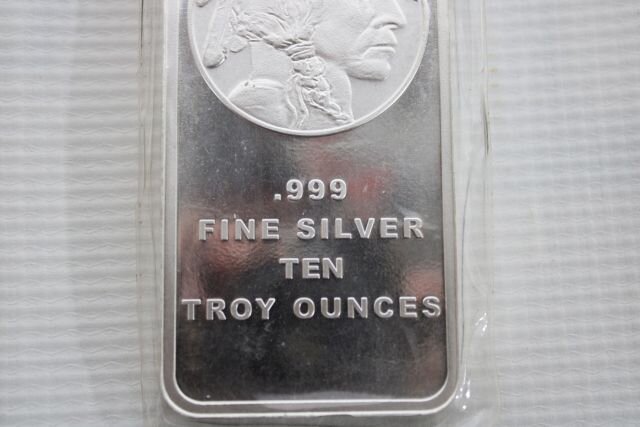 .999
FINE SILVER
TEN
TROY OUNCES